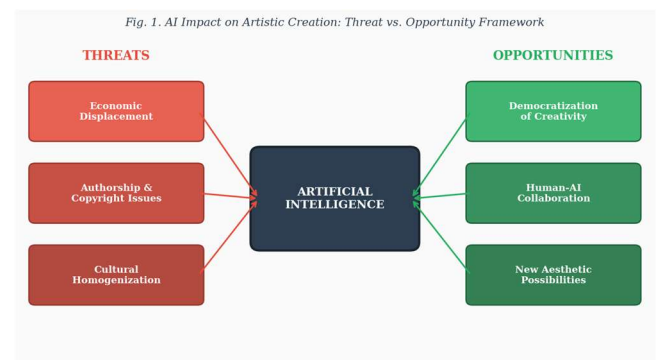 Fig. 1. AI Impact on Artistic Creation: Threat vs. Opportunity Framework
THREATS
OPPORTUNITIES
Economic
Displacement
Democratization
of Creativity
Authorship &
Copyright Issues
ARTIFICIAL
INTELLIGENCE
Human-AI
Collaboration
Cultural
Homogenization
New Aesthetic
Possibilities